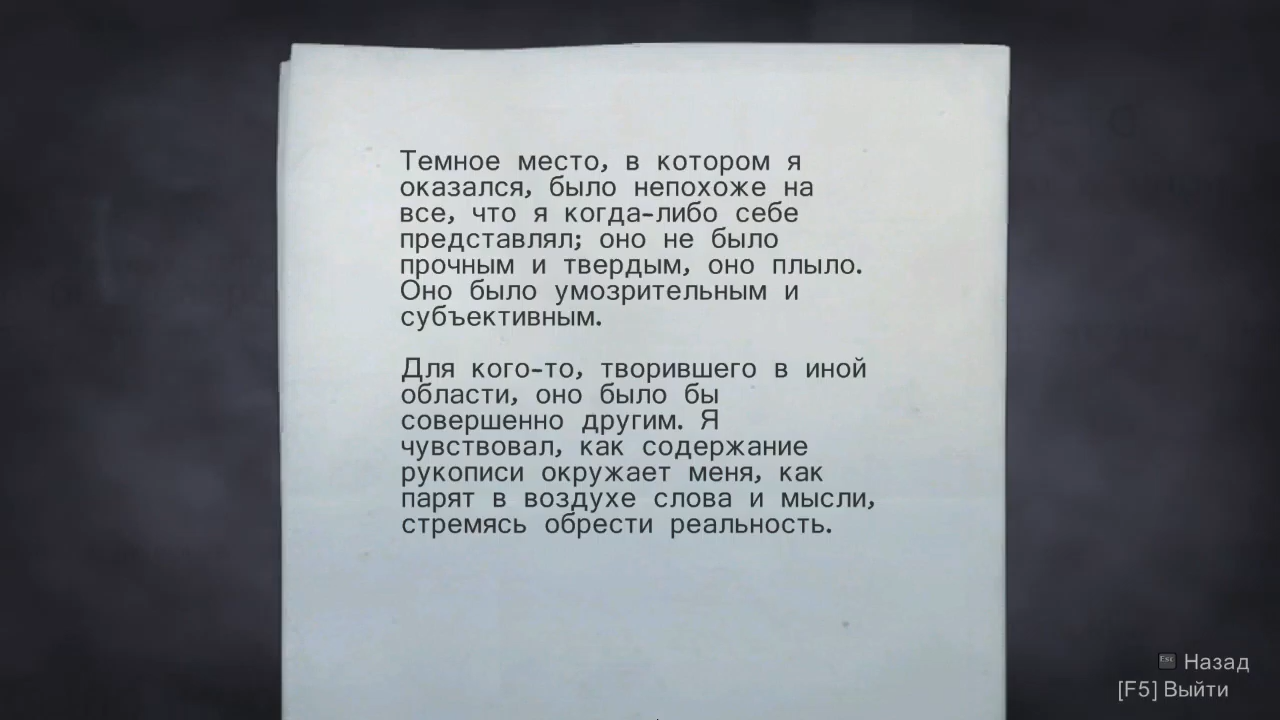 Темное место, в котором я
оказался, было непохоже на
все, что я когда-либо себе
представлял; оно не было
прочным и твердым, оно плыло.
Оно было умозрительным и
субъективным.
Для кого-то, творившего в иной
области, оно было бы
совершенно другим. Я
чувствовал, как содержание
рукописи окружает меня, как
парят в воздухе слова и мысли,
стремясь обрести реальность.
Esc Назад
[F5] Выйти